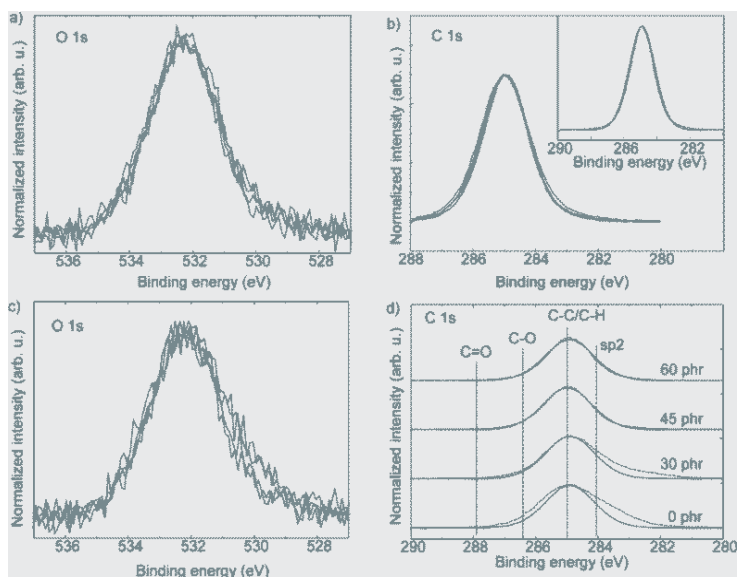 a)
O 1s
Normalized intensity (arb. u.)
536 534 532 530 528
Binding energy (eV)
b)
C 1s
Normalized intensity (arb. u.)
288 286 284 282 280
Binding energy (eV)
290 286 282
Binding energy (eV)
c)
O 1s
Normalized intensity (arb. u.)
536 534 532 530 528
Binding energy (eV)
d)
C 1s
C-C/C-H
C=O
C-O
sp2
60 phr
45 phr
30 phr
0 phr
Normalized intensity (arb. u.)
290 288 286 284 282 280
Binding energy (eV)